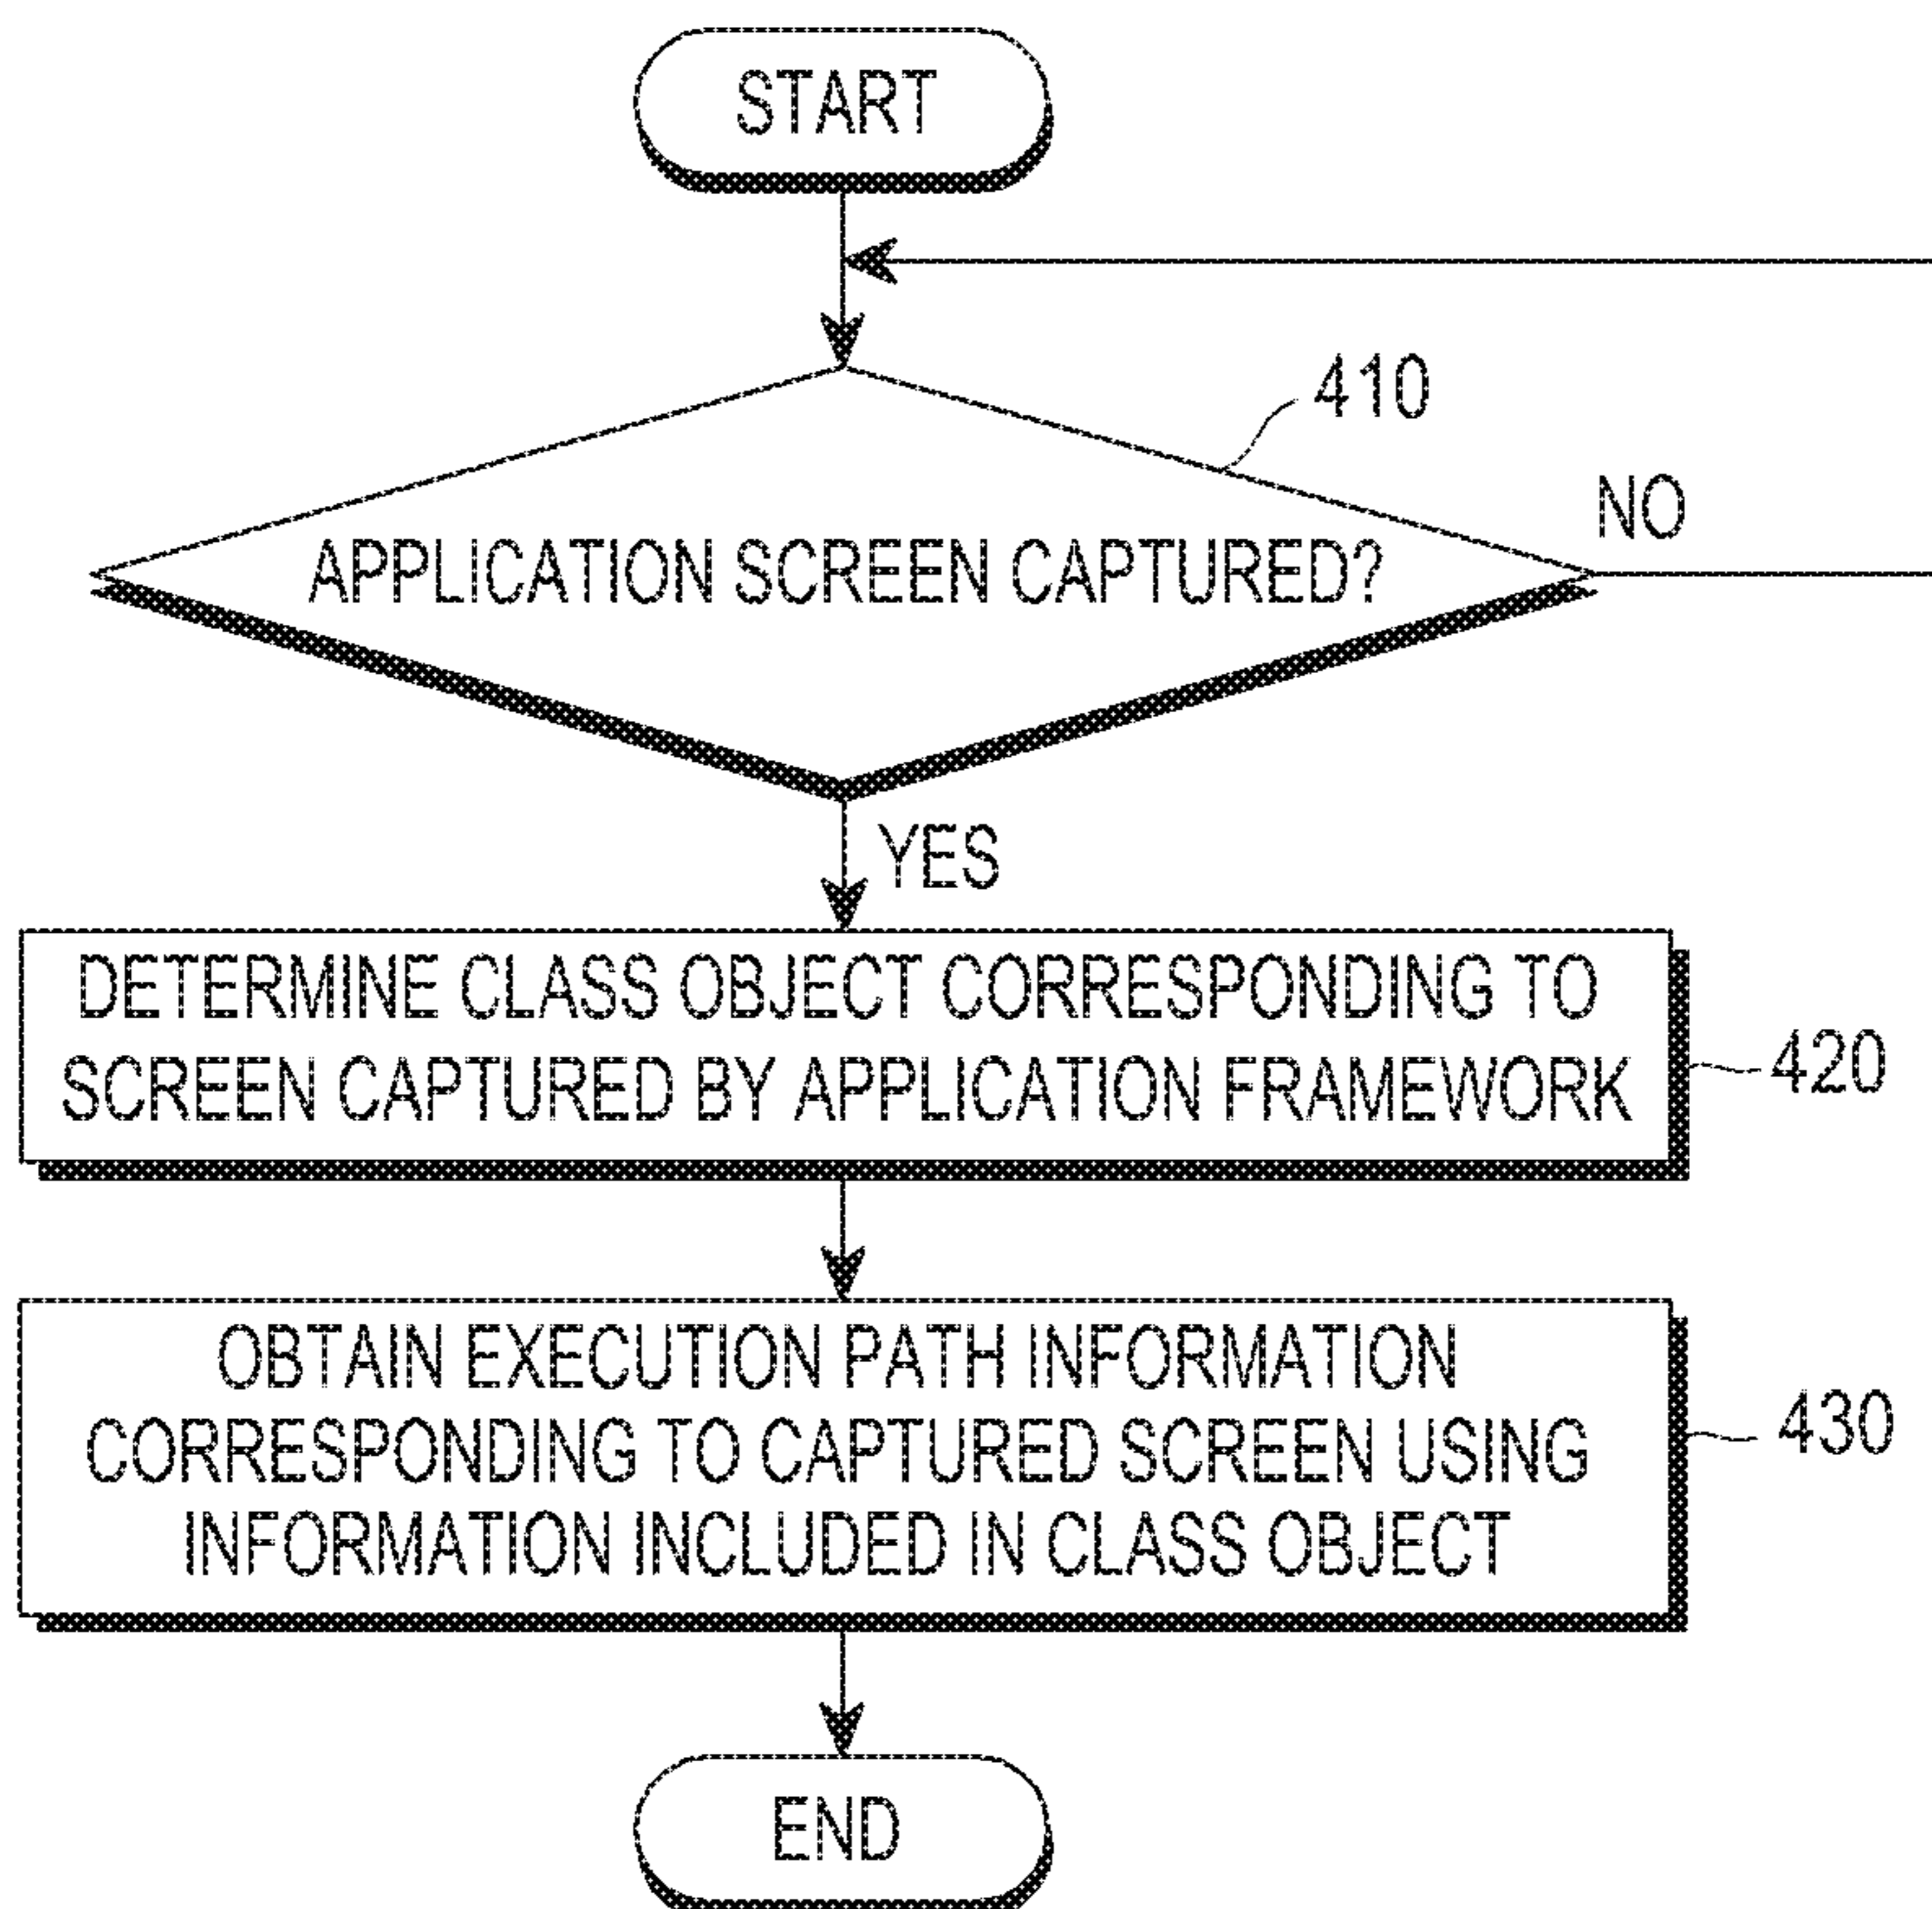 START
410
NO
APPLICATION SCREEN CAPTURED?
YES
DETERMINE CLASS OBJECT CORRESPONDING TO
SCREEN CAPTURED BY APPLICATION FRAMEWORK
420
OBTAIN EXECUTION PATH INFORMATION
CORRESPONDING TO CAPTURED SCREEN USING
INFORMATION INCLUDED IN CLASS OBJECT
430
END